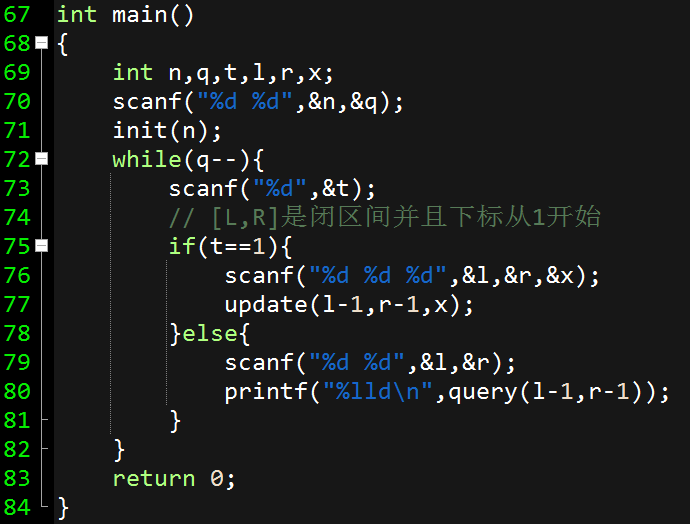 67 int main()
68 {
69     int n,q,t,l,r,x;
70     scanf("%d %d",&n,&q);
71     init(n);
72     while(q--){
73         scanf("%d",&t);
74         // [L,R]是闭区间并且下标从1开始
75         if(t==1){
76             scanf("%d %d %d",&l,&r,&x);
77             update(l-1,r-1,x);
78         }else{
79             scanf("%d %d",&l,&r);
80             printf("%lld\n",query(l-1,r-1));
81         }
82     }
83     return 0;
84 }